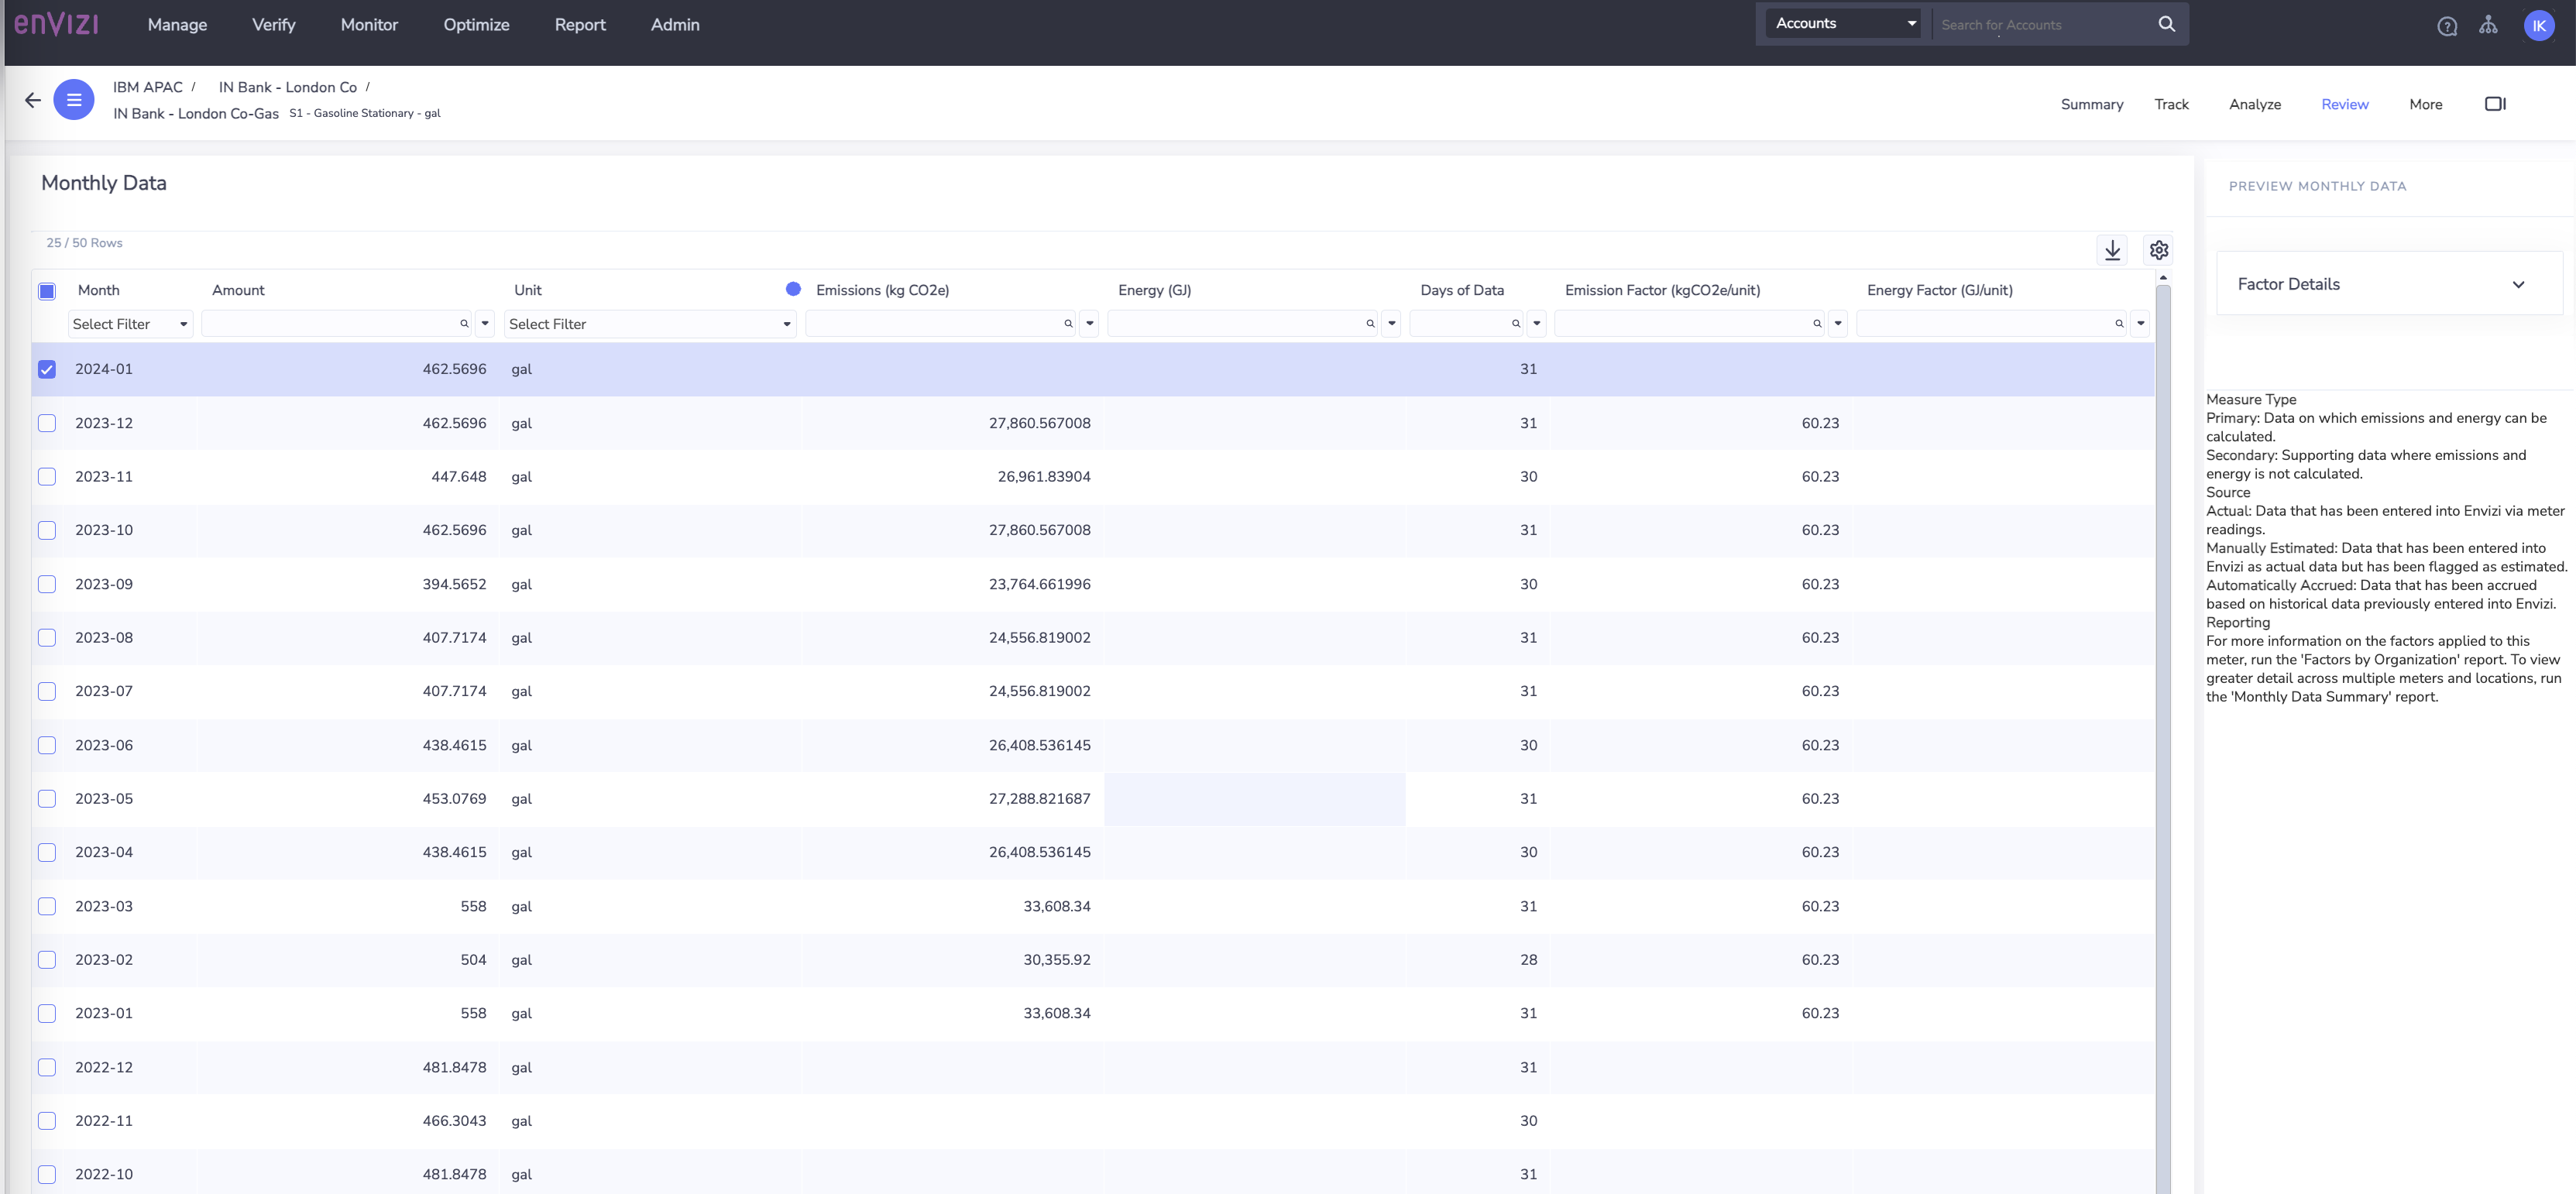 enVIZI Manage Verify Monitor Optimize Report Admin Accounts Search for Accounts IK
IBM APAC / IN Bank - London Co /
IN Bank - London Co-Gas S1 - Gasoline Stationary - gal
Summary Track Analyze Review More
Monthly Data
25 / 50 Rows
Month Amount Unit Emissions (kg CO2e) Energy (GJ) Days of Data Emission Factor (kgCO2e/unit) Energy Factor (GJ/unit)
Select Filter Select Filter
2024-01 462.5696 gal 31
2023-12 462.5696 gal 27,860.567008 31 60.23
2023-11 447.648 gal 26,961.83904 30 60.23
2023-10 462.5696 gal 27,860.567008 31 60.23
2023-09 394.5652 gal 23,764.661996 30 60.23
2023-08 407.7174 gal 24,556.819002 31 60.23
2023-07 407.7174 gal 24,556.819002 31 60.23
2023-06 438.4615 gal 26,408.536145 30 60.23
2023-05 453.0769 gal 27,288.821687 31 60.23
2023-04 438.4615 gal 26,408.536145 30 60.23
2023-03 558 gal 33,608.34 31 60.23
2023-02 504 gal 30,355.92 28 60.23
2023-01 558 gal 33,608.34 31 60.23
2022-12 481.8478 gal 31
2022-11 466.3043 gal 30
2022-10 481.8478 gal 31
PREVIEW MONTHLY DATA
Factor Details
Measure Type
Primary: Data on which emissions and energy can be
calculated.
Secondary: Supporting data where emissions and
energy is not calculated.
Source
Actual: Data that has been entered into Envizi via meter
readings.
Manually Estimated: Data that has been entered into
Envizi as actual data but has been flagged as estimated.
Automatically Accrued: Data that has been accrued
based on historical data previously entered into Envizi.
Reporting
For more information on the factors applied to this
meter, run the 'Factors by Organization' report. To view
greater detail across multiple meters and locations, run
the 'Monthly Data Summary' report.